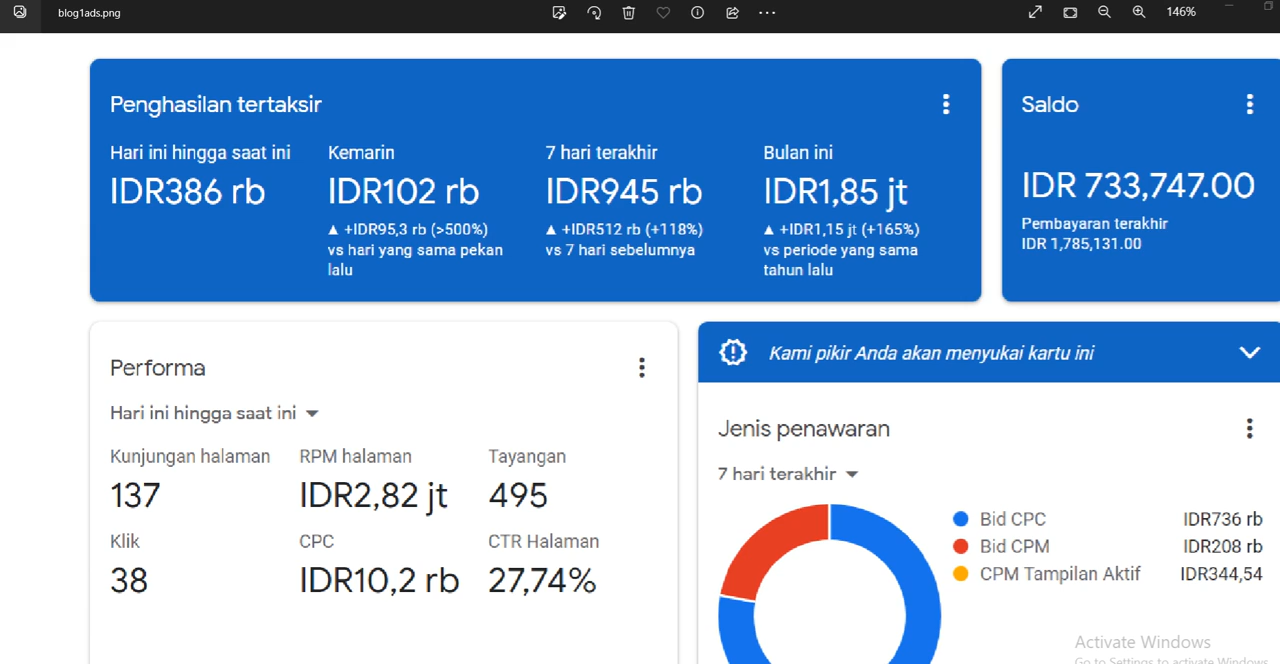 blog1ads.png
146%
Penghasilan tertaksir
Hari ini hingga saat ini
IDR386 rb
Kemarin
IDR102 rb
▲ +IDR95,3 rb (>500%)
vs hari yang sama pekan
lalu
7 hari terakhir
IDR945 rb
▲ +IDR512 rb (+118%)
vs 7 hari sebelumnya
Bulan ini
IDR1,85 jt
▲ +IDR1,15 jt (+165%)
vs periode yang sama
tahun lalu
Saldo
IDR 733,747.00
Pembayaran terakhir
IDR 1,785,131.00
Performa
Hari ini hingga saat ini
Kunjungan halaman
137
RPM halaman
IDR2,82 jt
Tayangan
495
Klik
38
CPC
IDR10,2 rb
CTR Halaman
27,74%
Kami pikir Anda akan menyukai kartu ini
Jenis penawaran
7 hari terakhir
Bid CPC IDR736 rb
Bid CPM IDR208 rb
CPM Tampilan Aktif IDR344,54
Activate Windows
Go to Settings to activate Windows